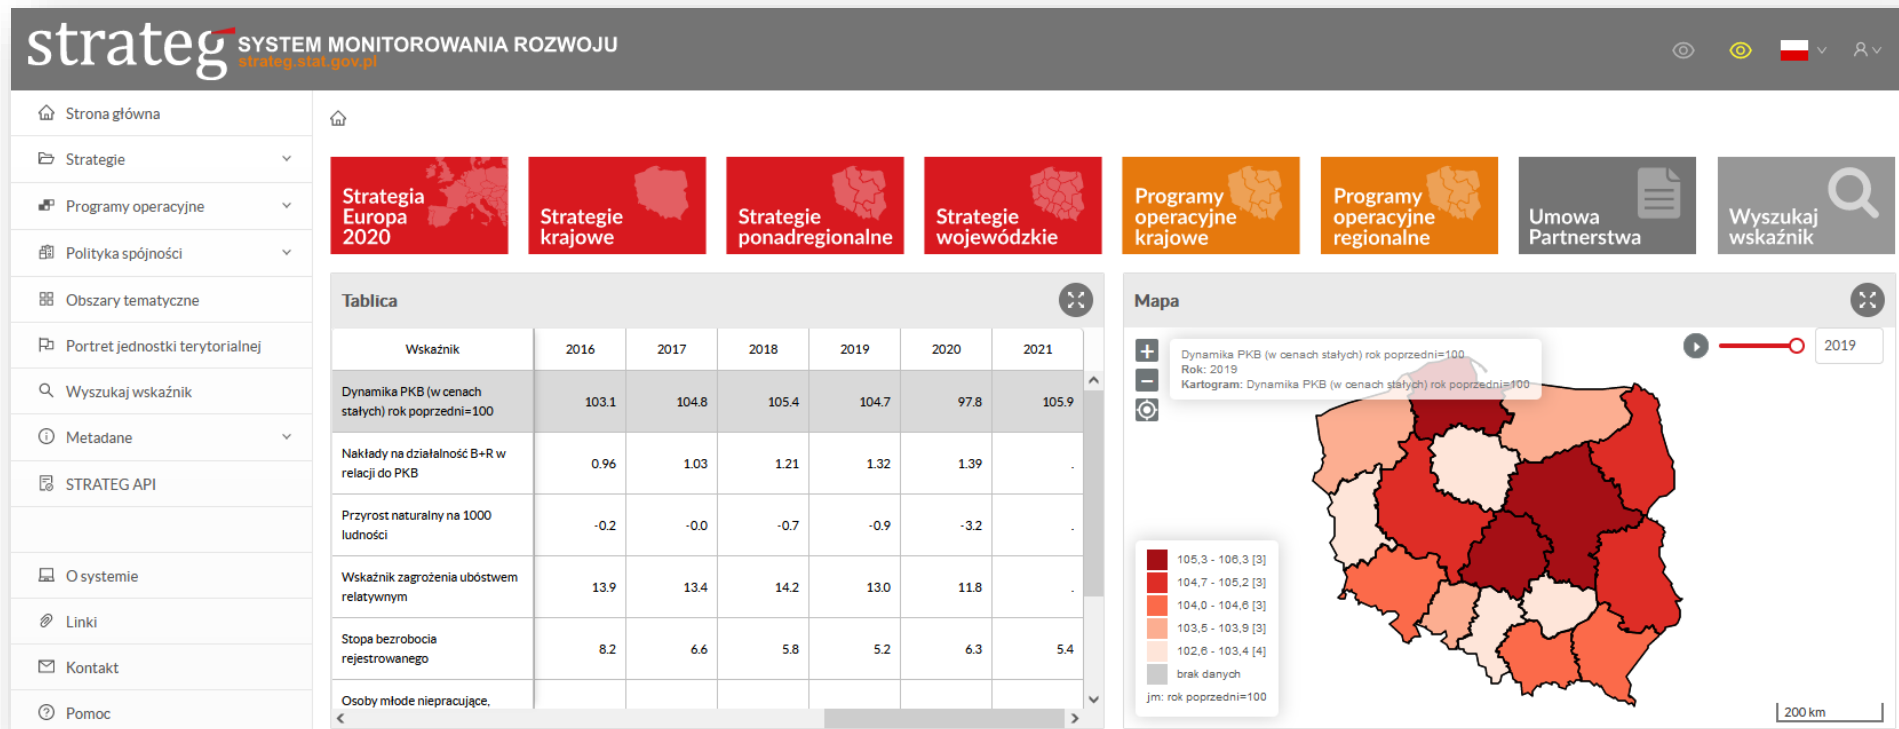 strateg SYSTEM MONITOROWANIA ROZWOJU
strateg.stat.gov.pl
Strona główna
Strategie
Programy operacyjne
Polityka spójności
Obszary tematyczne
Portret jednostki terytorialnej
Wyszukaj wskaźnik
Metadane
STRATEG API
O systemie
Linki
Kontakt
Pomoc
Strategia
Europa
2020
Strategie
krajowe
Strategie
ponadregionalne
Strategie
wojewódzkie
Programy
operacyjne
krajowe
Programy
operacyjne
regionalne
Umowa
Partnerstwa
Wyszukaj
wskaźnik
Tablica
Wskaźnik 2016 2017 2018 2019 2020 2021
Dynamika PKB (w cenach
stałych) rok poprzedni=100 103.1 104.8 105.4 104.7 97.8 105.9
Nakłady na działalność B+R w
relacji do PKB 0.96 1.03 1.21 1.32 1.39 .
Przyrost naturalny na 1000
ludności -0.2 -0.0 -0.7 -0.9 -3.2 .
Wskaźnik zagrożenia ubóstwem
relatywnym 13.9 13.4 14.2 13.0 11.8 .
Stopa bezrobocia
rejestrowanego 8.2 6.6 5.8 5.2 6.3 5.4
Osoby młode niepracujące,
Mapa
Dynamika PKB (w cenach stałych) rok poprzedni=100
Rok: 2019
Kartogram: Dynamika PKB (w cenach stałych) rok poprzedni=100
2019
105,3 - 106,3 [3]
104,7 - 105,2 [3]
104,0 - 104,6 [3]
103,5 - 103,9 [3]
102,6 - 103,4 [4]
brak danych
jm: rok poprzedni=100
200 km